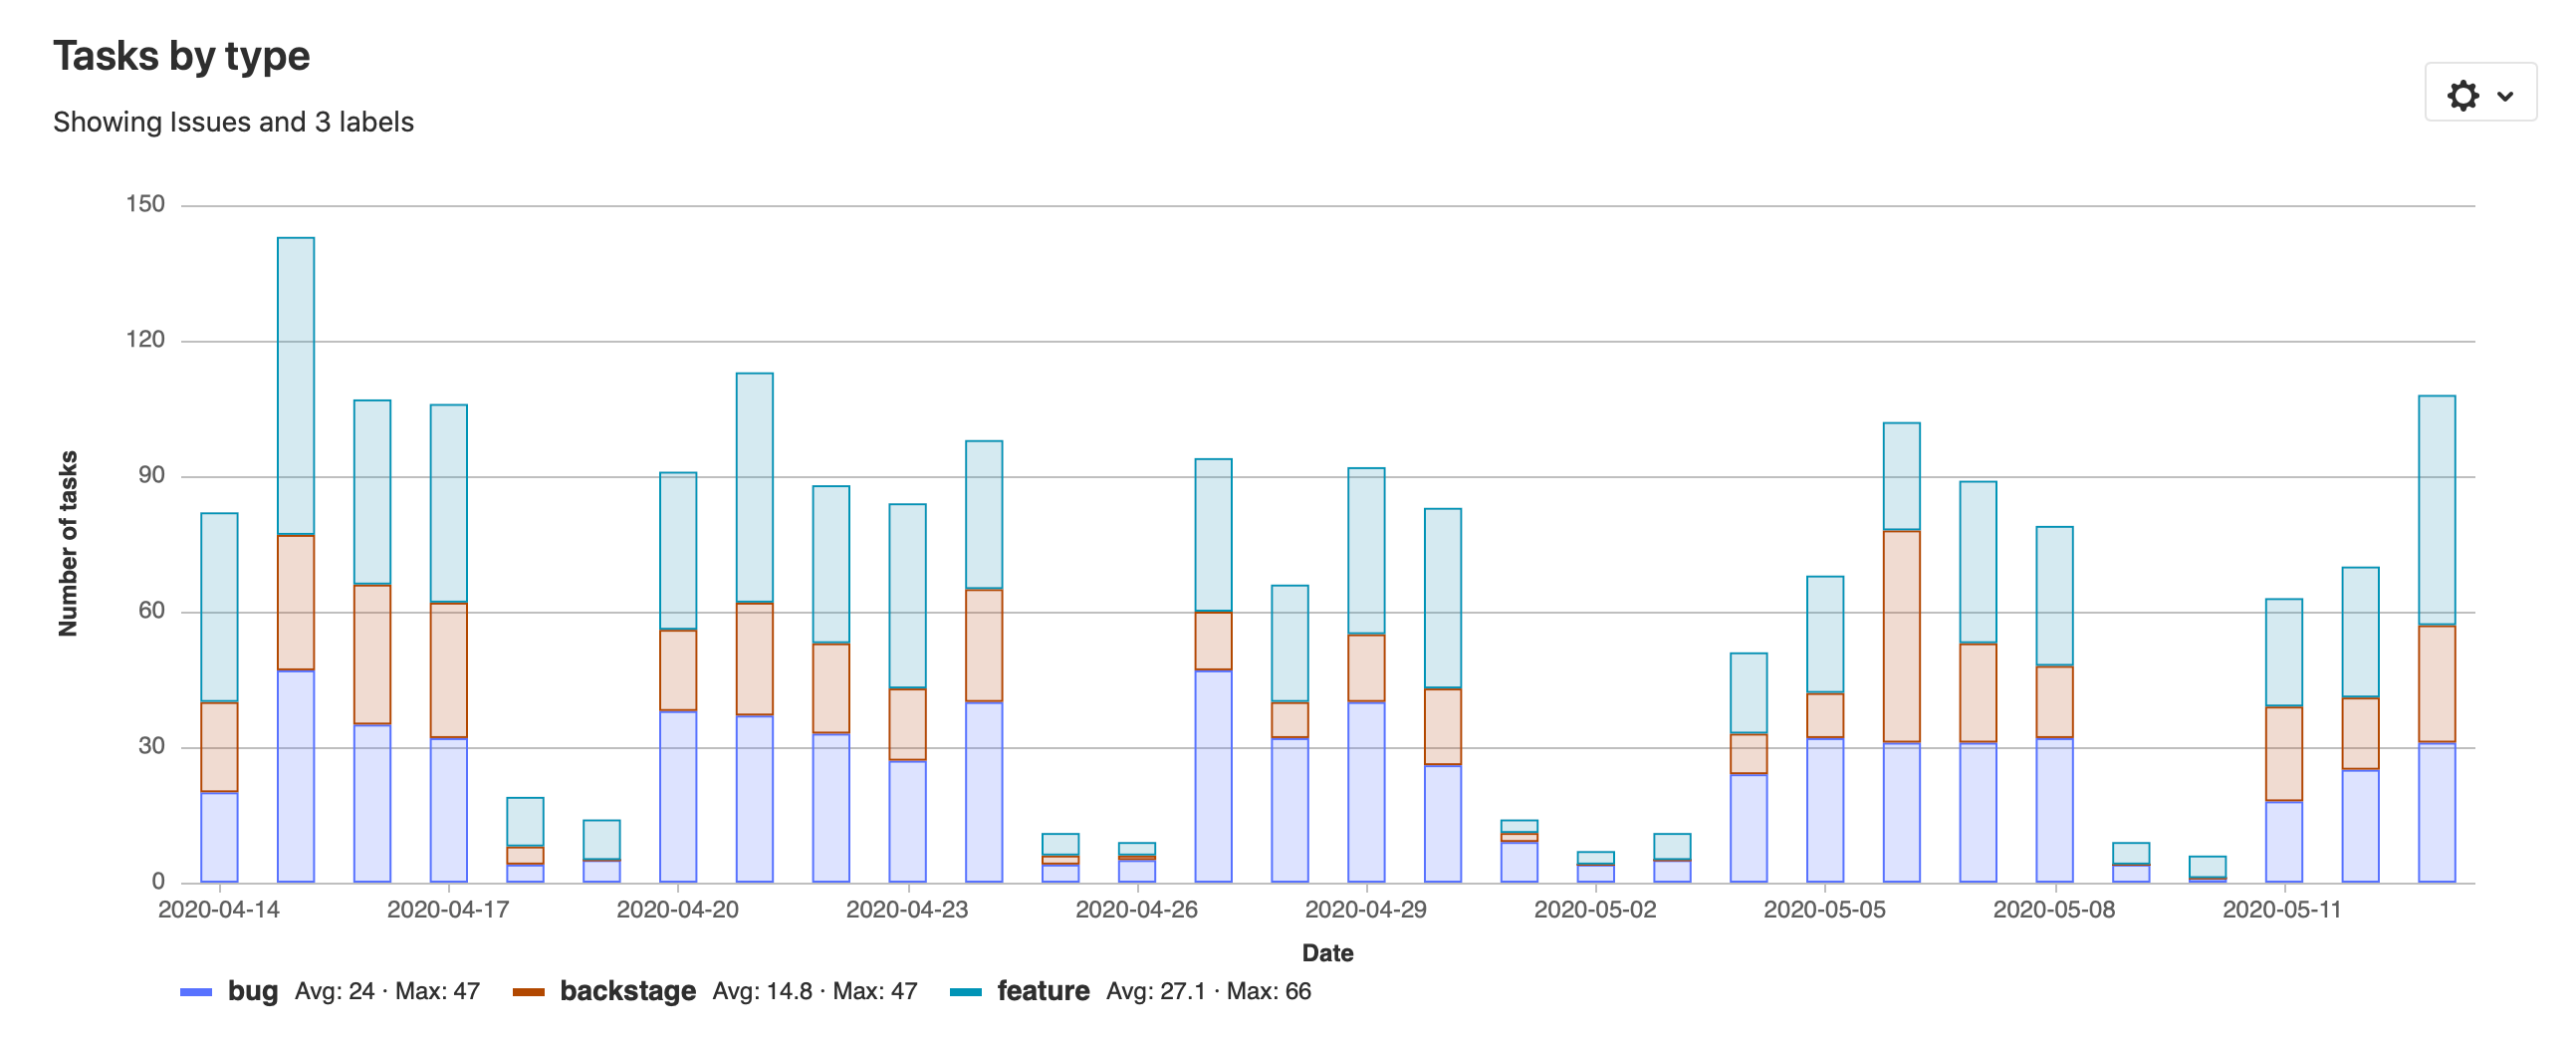 Tasks by type
Showing Issues and 3 labels
150
120
90
60
30
0
Number of tasks
2020-04-14 2020-04-17 2020-04-20 2020-04-23 2020-04-26 2020-04-29 2020-05-02 2020-05-05 2020-05-08 2020-05-11
Date
bug Avg: 24 · Max: 47 backstage Avg: 14.8 · Max: 47 feature Avg: 27.1 · Max: 66